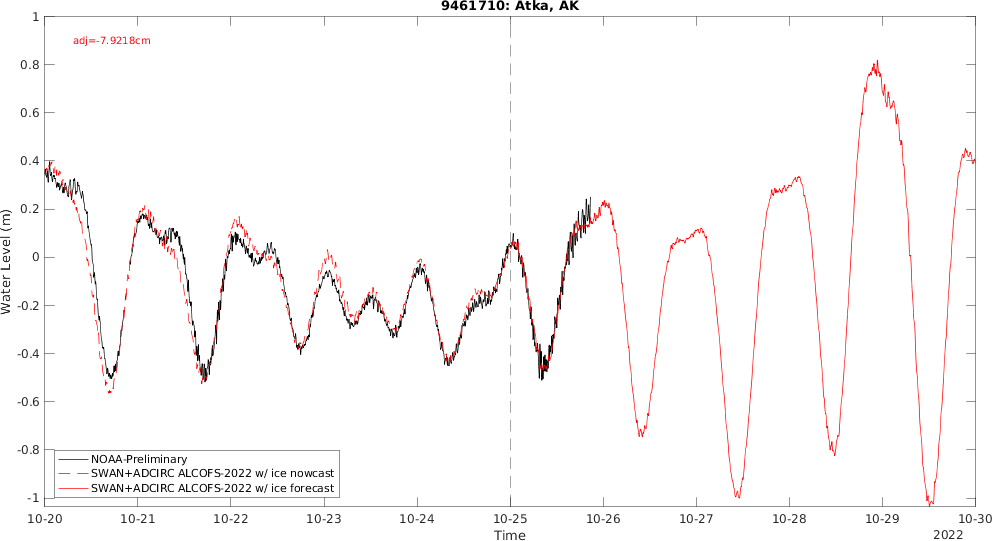 9461710: Atka, AK
adj=-7.9218cm
1
0.8
0.6
0.4
0.2
0
-0.2
-0.4
-0.6
-0.8
-1
Water Level (m)
NOAA-Preliminary
SWAN+ADCIRC ALCOFS-2022 w/ ice nowcast
SWAN+ADCIRC ALCOFS-2022 w/ ice forecast
10-20 10-21 10-22 10-23 10-24 10-25 10-26 10-27 10-28 10-29 10-30
Time
2022